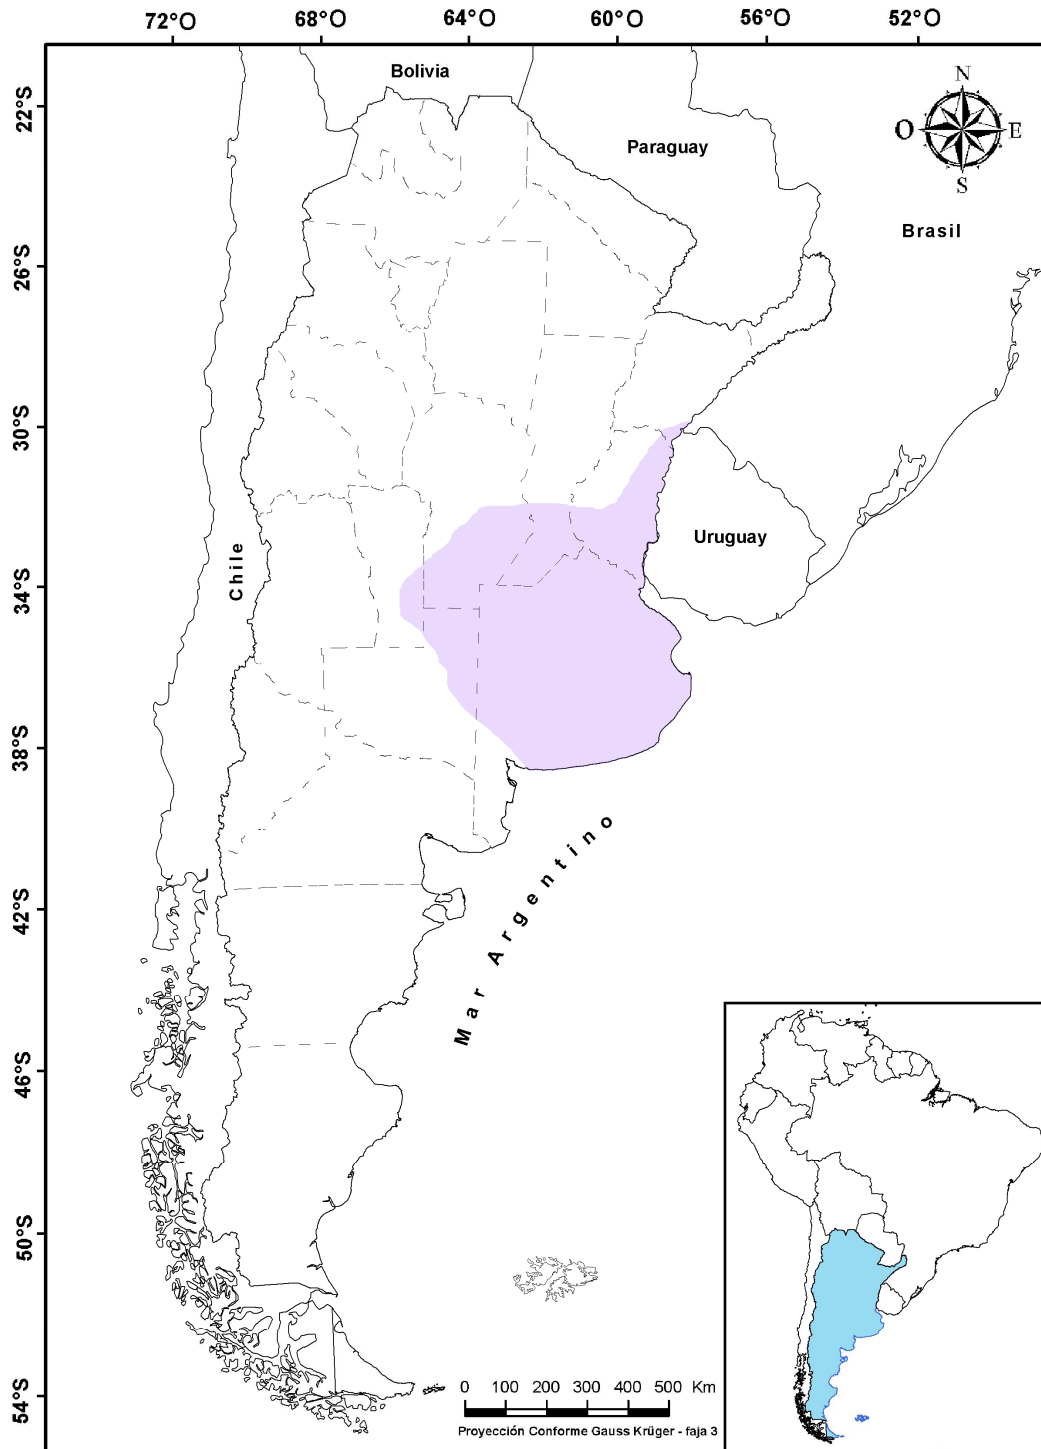 72°O 68°O 64°O 60°O 56°O 52°O
Bolivia
N
22°S
O E
Paraguay
S
Brasil
26°S
30°S
Uruguay
Chile
34°S
38°S
Mar Argentino
42°S
46°S
50°S
54°S
0 100 200 300 400 500 Km
Proyección Conforme Gauss Krüger - faja 3